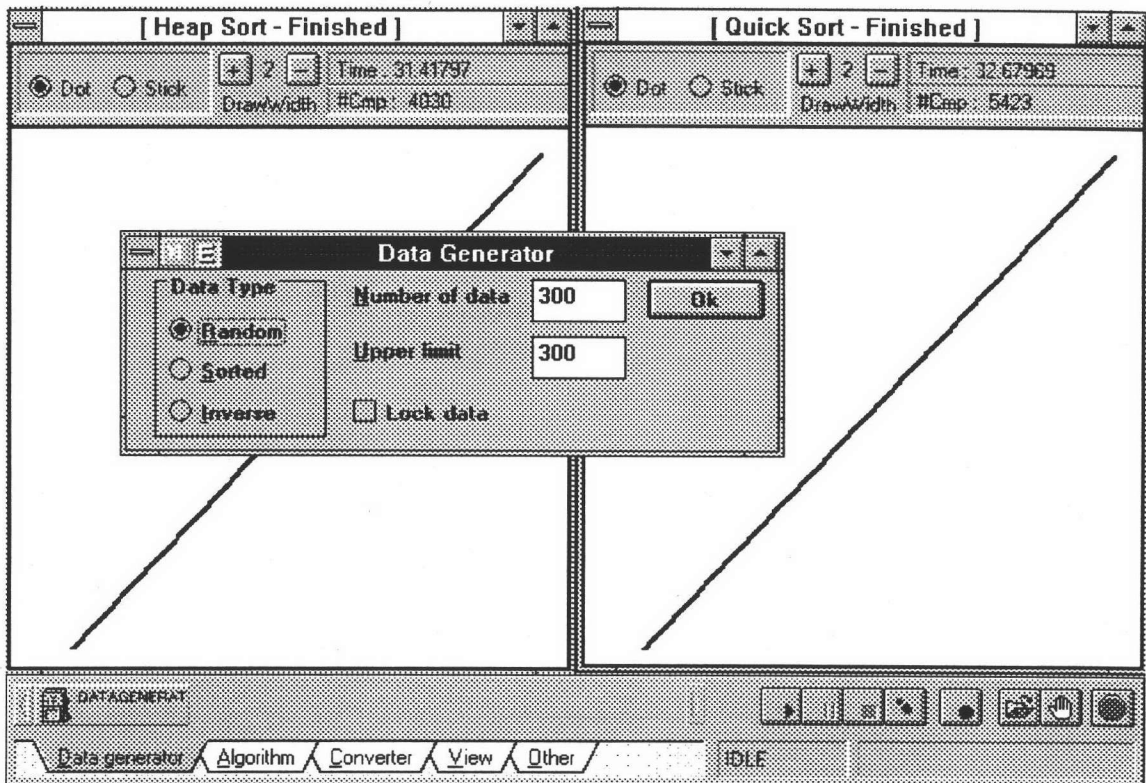 [ Heap Sort - Finished ]
Dot Stick
+ 2 -
DrawWidth
Time : 31.41797
#Cmp : 4030
[ Quick Sort - Finished ]
Dot Stick
+ 2 -
DrawWidth
Time : 32.67969
#Cmp : 5423
Data Generator
Data Type
Random
Sorted
Inverse
Number of data 300
Upper limit 300
Lock data
Ok
DATAGENERAT
Data generator Algorithm Converter View Other
IDLE